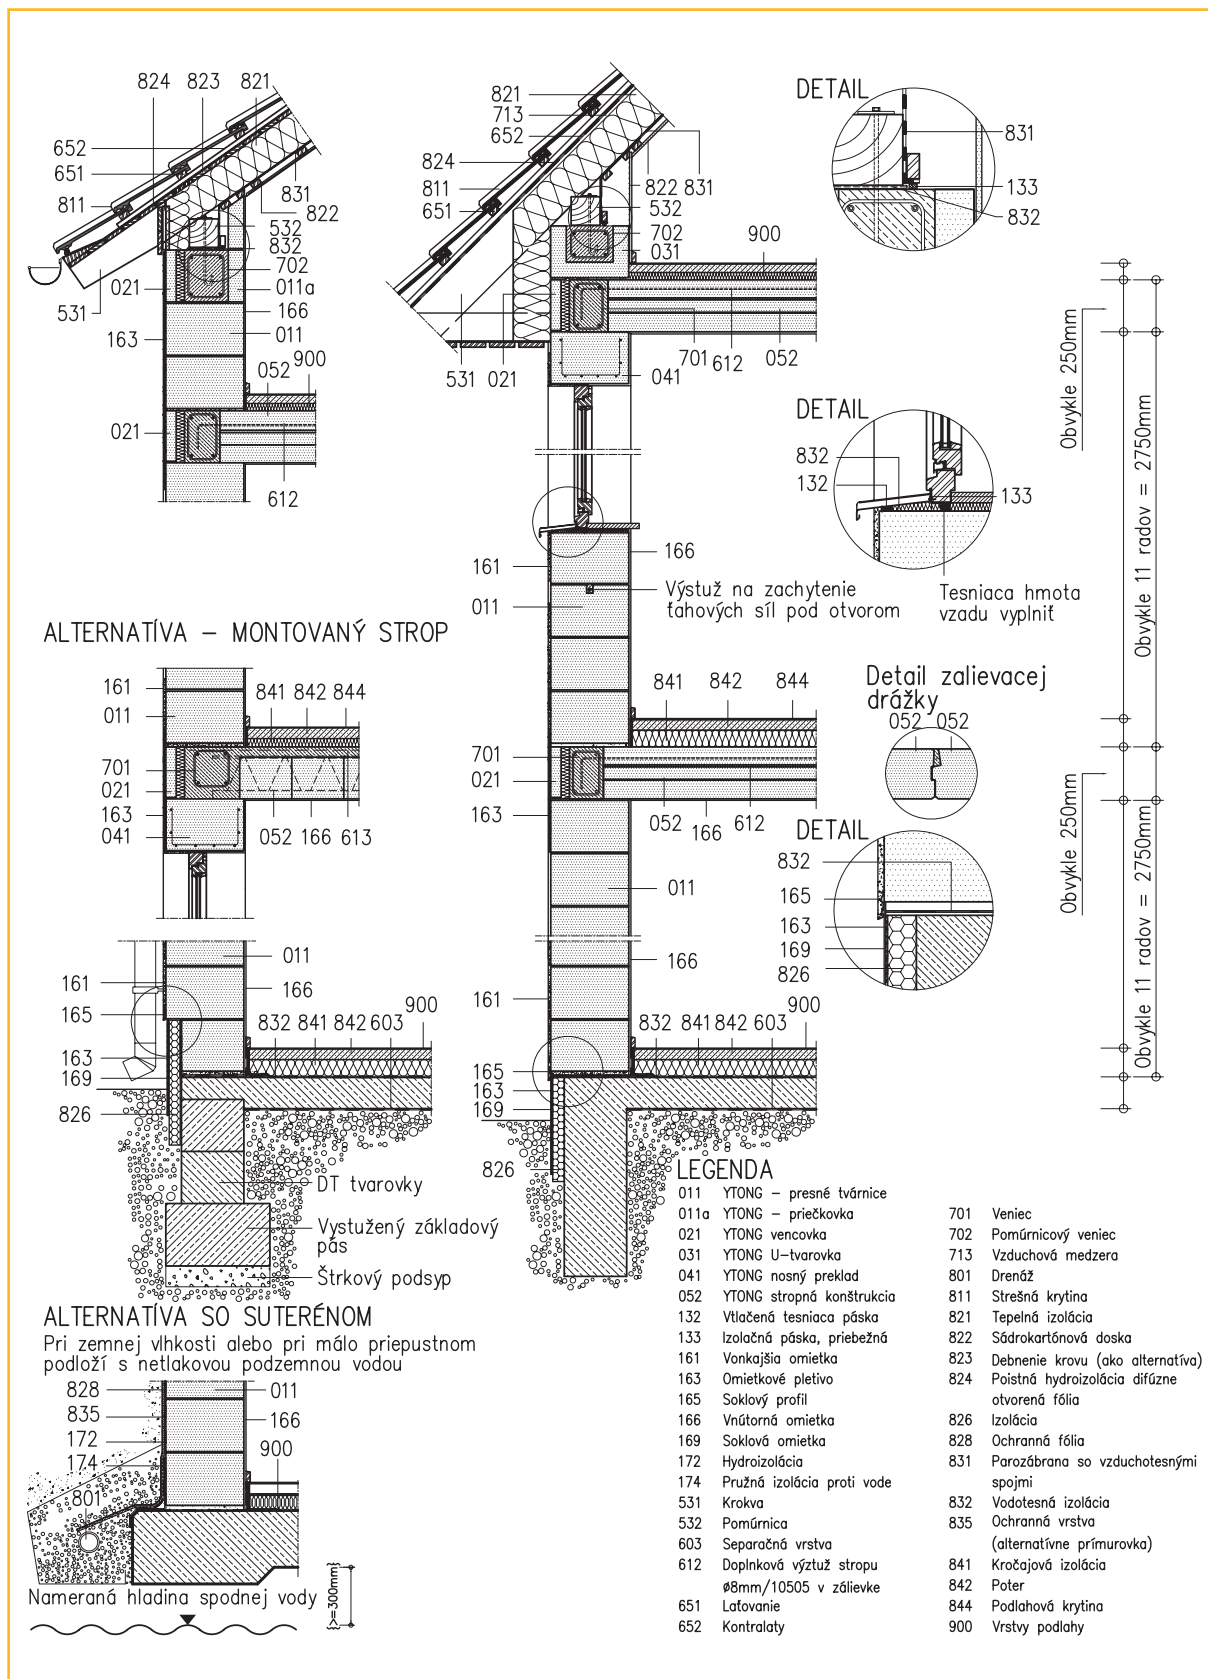 824 823 821
652
651
811
831
822
532
832
702
021
011a
531
166
163
011
052 900
021
612
821
713
652
824
811
651
822 831
532
702
031
900
701 612 052
531 021
041
DETAIL
831
133
832
DETAIL
832
132
133
Tesniaca hmota
vzadu vyplniť
161
166
011
Výstuž na zachytenie
ťahových síl pod otvorom
Obvykle 250mm
Obvykle 11 radov = 2750mm
Obvykle 250mm
Obvykle 11 radov = 2750mm
ALTERNATÍVA – MONTOVANÝ STROP
161
011
841 842 844
701
021
163
041
052 166 613
011
161
166
165
900
832 841 842 603
163
169
826
DT tvarovky
Vystužený základový
pás
Štrkový podsyp
841 842 844
701
021
163
052 166 612
011
166
161
900
832 841 842 603
165
163
169
826
Detail zalievacej
drážky
052 052
DETAIL
832
165
163
169
826
ALTERNATÍVA SO SUTERÉNOM
Pri zemnej vlhkosti alebo pri málo priepustnom
podloží s netlakovou podzemnou vodou
828
011
835
166
172
900
174
801
Nameraná hladina spodnej vody
>=300mm
LEGENDA
011 YTONG – presné tvárnice
011a YTONG – priečkovka
021 YTONG vencovka
031 YTONG U–tvarovka
041 YTONG nosný preklad
052 YTONG stropná konštrukcia
132 Vtlačená tesniaca páska
133 Izolačná páska, priebežná
161 Vonkajšia omietka
163 Omietkové pletivo
165 Soklový profil
166 Vnútorná omietka
169 Soklová omietka
172 Hydroizolácia
174 Pružná izolácia proti vode
531 Krokva
532 Pomúrnica
603 Separačná vrstva
612 Doplnková výztuž stropu
ø8mm/10505 v zálievke
651 Laťovanie
652 Kontralaty
701 Veniec
702 Pomúrnicový veniec
713 Vzduchová medzera
801 Drenáž
811 Strešná krytina
821 Tepelná izolácia
822 Sádrokartónová doska
823 Debnenie krovu (ako alternatíva)
824 Poistná hydroizolácia difúzne
otvorená fólia
826 Izolácia
828 Ochranná fólia
831 Parozábrana so vzduchotesnými
spojmi
832 Vodotesná izolácia
835 Ochranná vrstva
(alternatívne prímurovka)
841 Kročajová izolácia
842 Poter
844 Podlahová krytina
900 Vrstvy podlahy